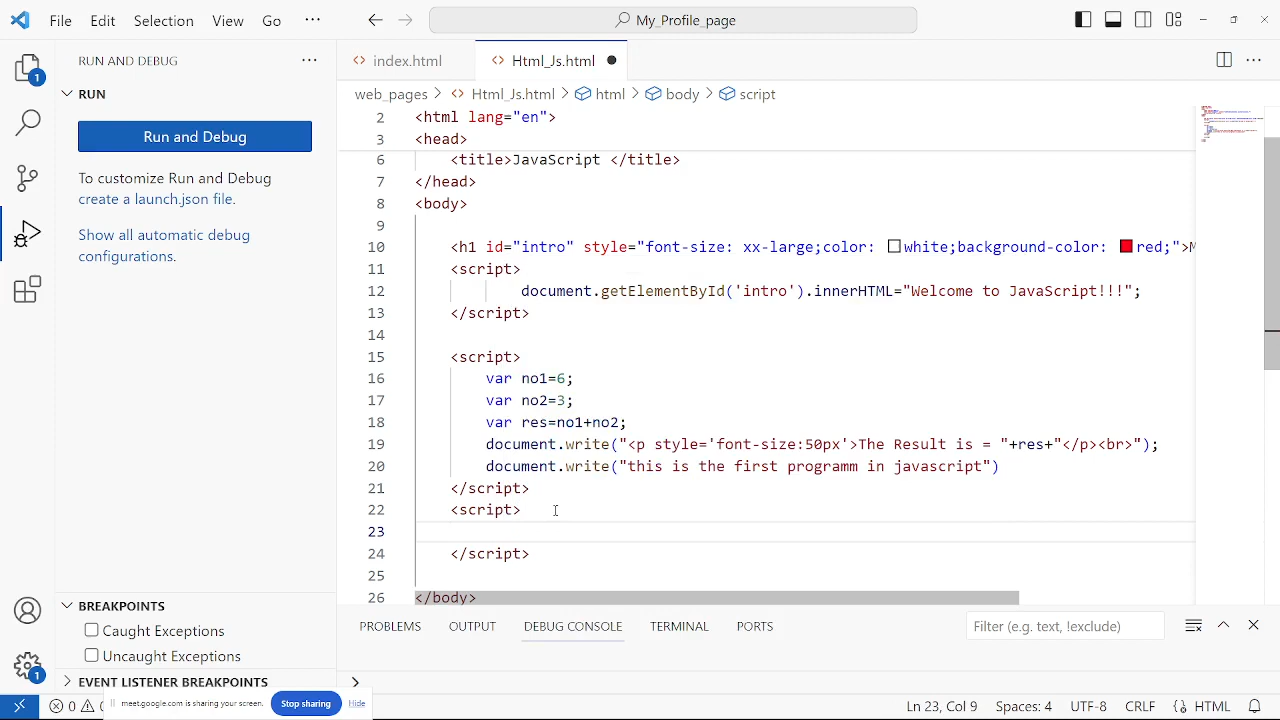 File Edit Selection View Go ··· My_Profile_page
RUN AND DEBUG ···
RUN
Run and Debug
To customize Run and Debug
create a launch.json file.
Show all automatic debug
configurations.
BREAKPOINTS
Caught Exceptions
Uncaught Exceptions
EVENT LISTENER BREAKPOINTS
index.html Html_Js.html
web_pages > Html_Js.html > html > body > script
2 <html lang="en">
3 <head>
6 <title>JavaScript </title>
7 </head>
8 <body>
9
10 <h1 id="intro" style="font-size: xx-large;color: white;background-color: red;">M
11 <script>
12 document.getElementById('intro').innerHTML="Welcome to JavaScript!!!";
13 </script>
14
15 <script>
16 var no1=6;
17 var no2=3;
18 var res=no1+no2;
19 document.write("<p style='font-size:50px'>The Result is = "+res+"</p><br>");
20 document.write("this is the first programm in javascript")
21 </script>
22 <script>
23
24 </script>
25
26 </body>
PROBLEMS OUTPUT DEBUG CONSOLE TERMINAL PORTS Filter (e.g. text, !exclude)
>
meet.google.com is sharing your screen. Stop sharing Hide
0 Ln 23, Col 9 Spaces: 4 UTF-8 CRLF {} HTML
1
1